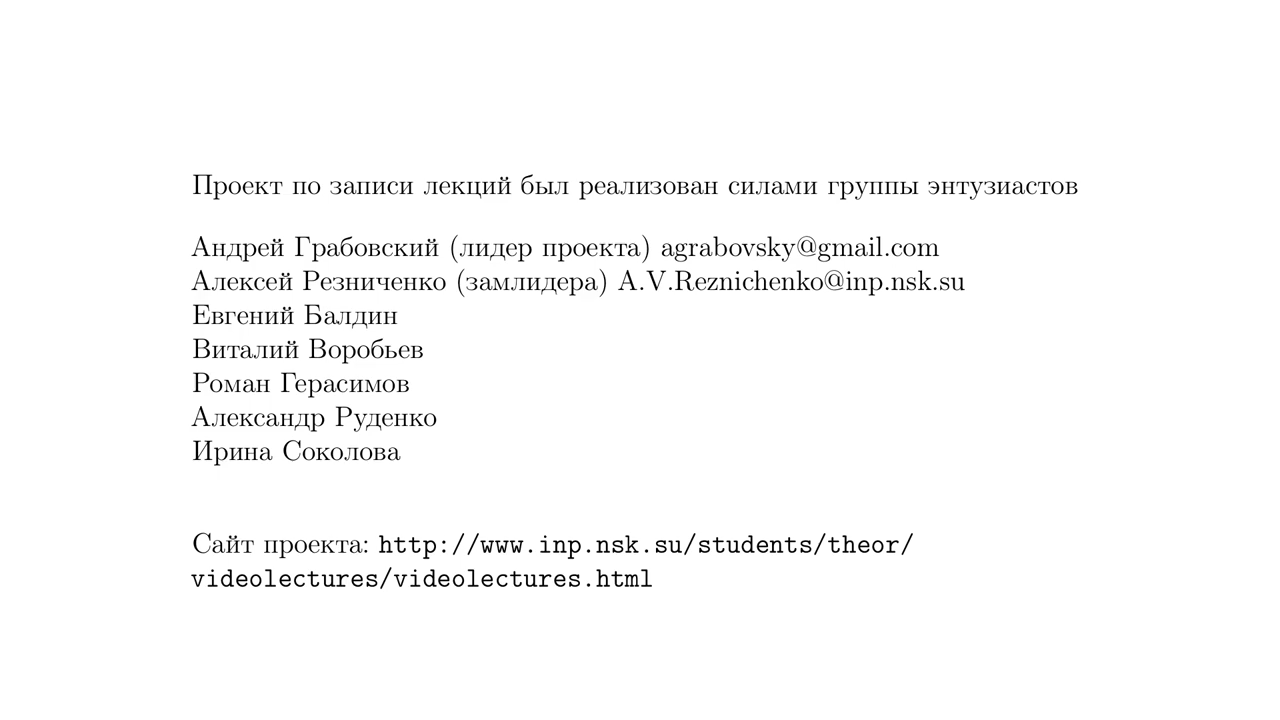 Проект по записи лекций был реализован силами группы энтузиастов
Андрей Грабовский (лидер проекта) agrabovsky@gmail.com
Алексей Резниченко (замлидера) A.V.Reznichenko@inp.nsk.su
Евгений Балдин
Виталий Воробьев
Роман Герасимов
Александр Руденко
Ирина Соколова
Сайт проекта: http://www.inp.nsk.su/students/theor/
videolectures/videolectures.html